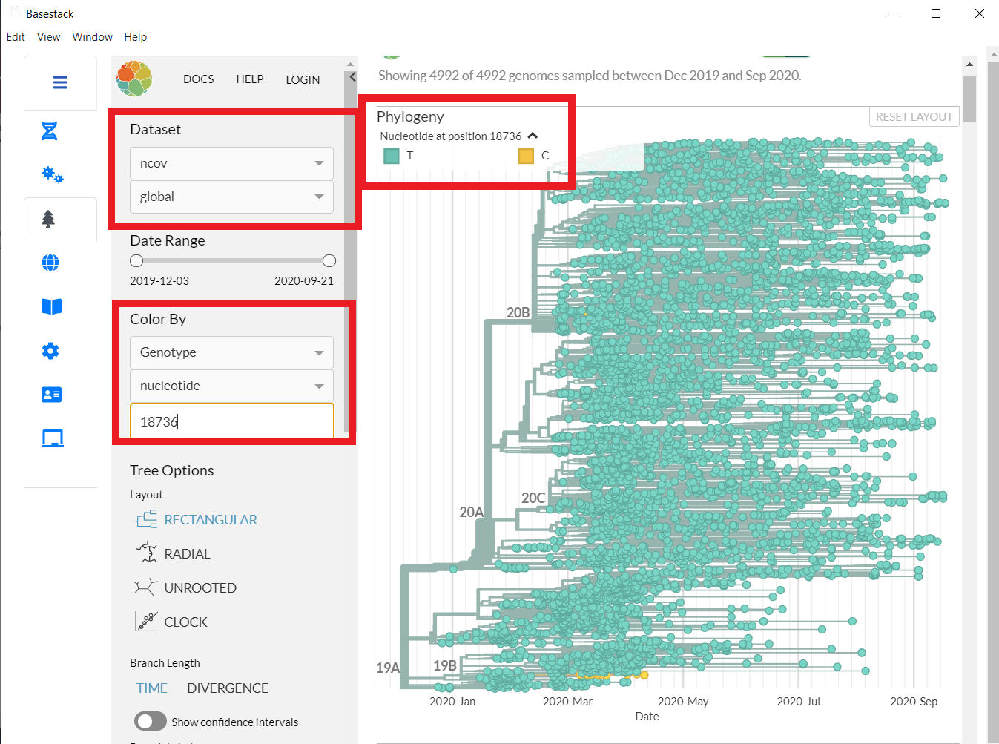 Basestack
Edit View Window Help
DOCS HELP LOGIN
Showing 4992 of 4992 genomes sampled between Dec 2019 and Sep 2020.
Dataset
ncov
global
Date Range
2019-12-03 2020-09-21
Color By
Genotype
nucleotide
18736
Tree Options
Layout
RECTANGULAR
RADIAL
UNROOTED
CLOCK
Branch Length
TIME DIVERGENCE
Show confidence intervals
Phylogeny
RESET LAYOUT
Nucleotide at position 18736
T C
20B
20C
20A
19B
19A
2020-Jan 2020-Mar 2020-May 2020-Jul 2020-Sep
Date